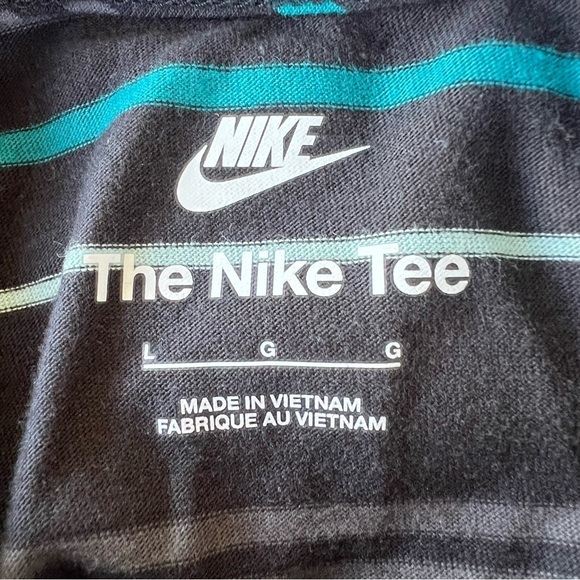 NIKE
The Nike Tee
L G G
MADE IN VIETNAM
FABRIQUE AU VIETNAM